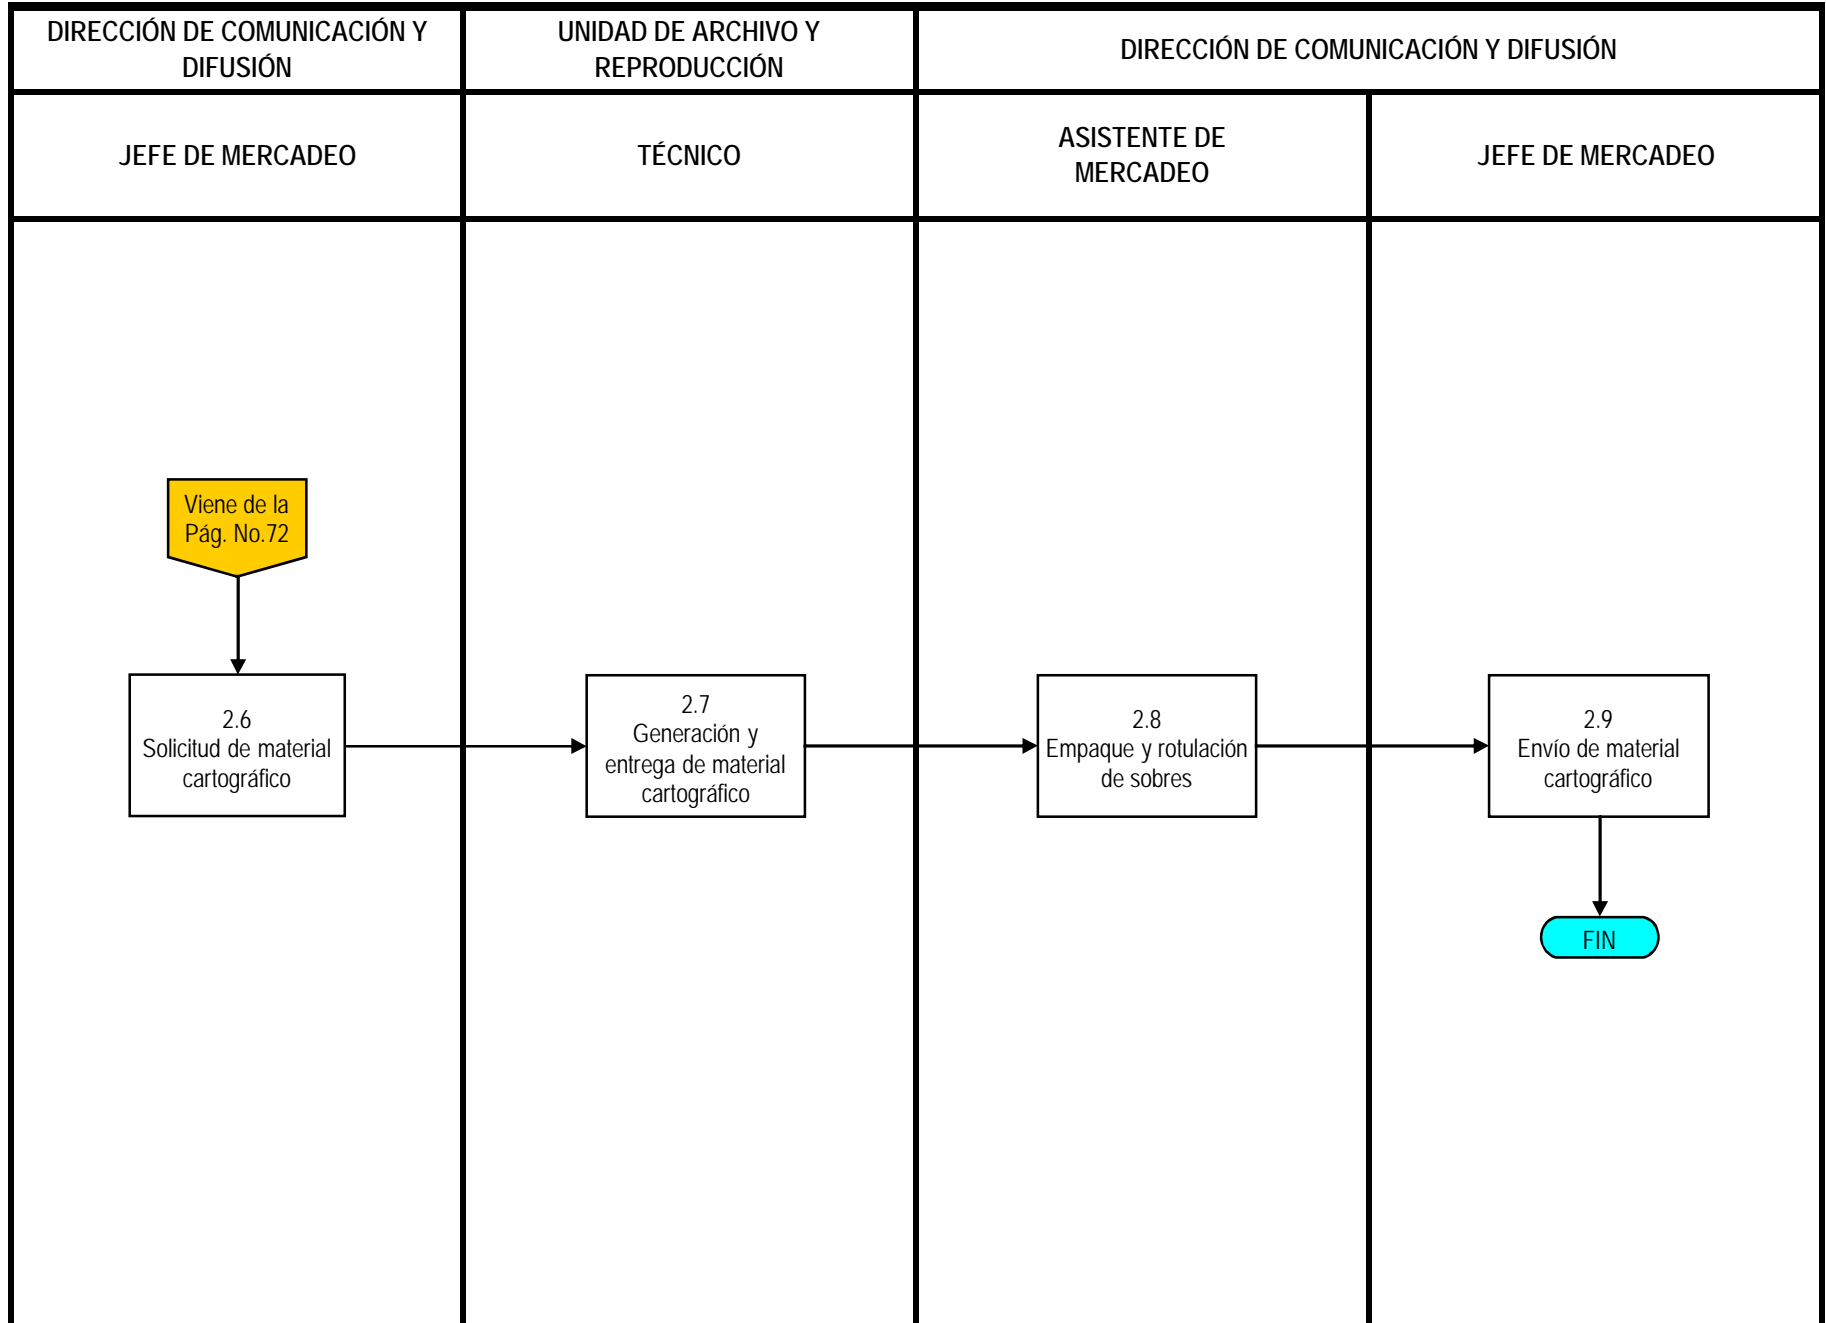 DIRECCIÓN DE COMUNICACIÓN Y
DIFUSIÓN
UNIDAD DE ARCHIVO Y
REPRODUCCIÓN
DIRECCIÓN DE COMUNICACIÓN Y DIFUSIÓN
JEFE DE MERCADEO
TÉCNICO
ASISTENTE DE
MERCADEO
JEFE DE MERCADEO
Viene de la
Pág. No.72
2.6
Solicitud de material
cartográfico
2.7
Generación y
entrega de material
cartográfico
2.8
Empaque y rotulación
de sobres
2.9
Envío de material
cartográfico
FIN